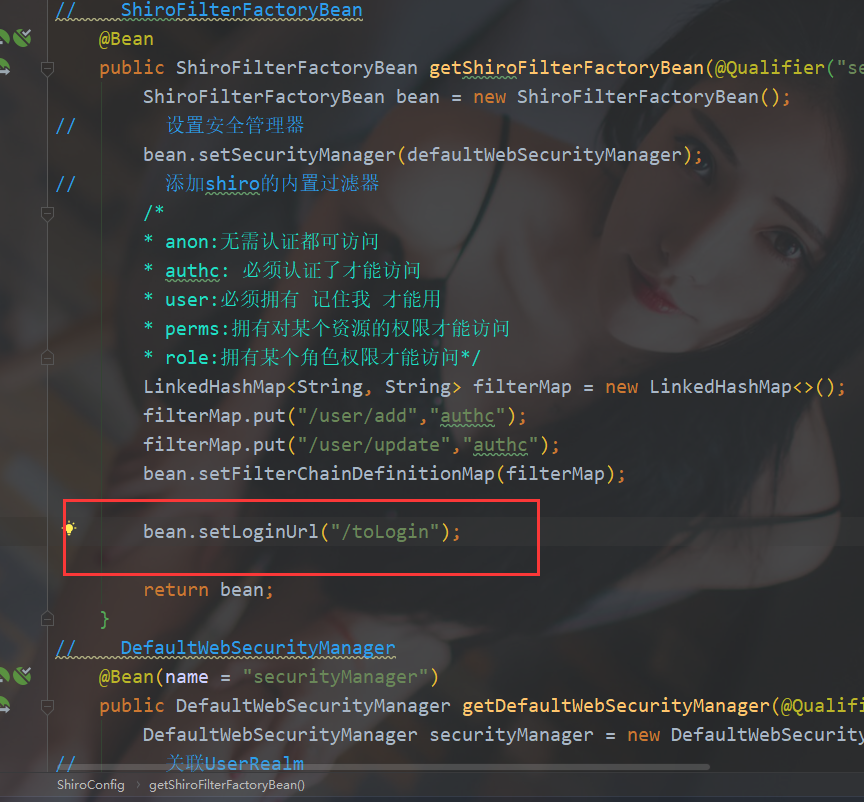 //    ShiroFilterFactoryBean
@Bean
public ShiroFilterFactoryBean getShiroFilterFactoryBean(@Qualifier("se
ShiroFilterFactoryBean bean = new ShiroFilterFactoryBean();
//        设置安全管理器
bean.setSecurityManager(defaultWebSecurityManager);
//        添加shiro的内置过滤器
/*
* anon:无需认证都可访问
* authc: 必须认证了才能访问
* user:必须拥有 记住我 才能用
* perms:拥有对某个资源的权限才能访问
* role:拥有某个角色权限才能访问*/
LinkedHashMap<String, String> filterMap = new LinkedHashMap<>();
filterMap.put("/user/add","authc");
filterMap.put("/user/update","authc");
bean.setFilterChainDefinitionMap(filterMap);
bean.setLoginUrl("/toLogin");
return bean;
}
//    DefaultWebSecurityManager
@Bean(name = "securityManager")
public DefaultWebSecurityManager getDefaultWebSecurityManager(@Qualifi
DefaultWebSecurityManager securityManager = new DefaultWebSecurity
//        关联UserRealm
ShiroConfig > getShiroFilterFactoryBean()